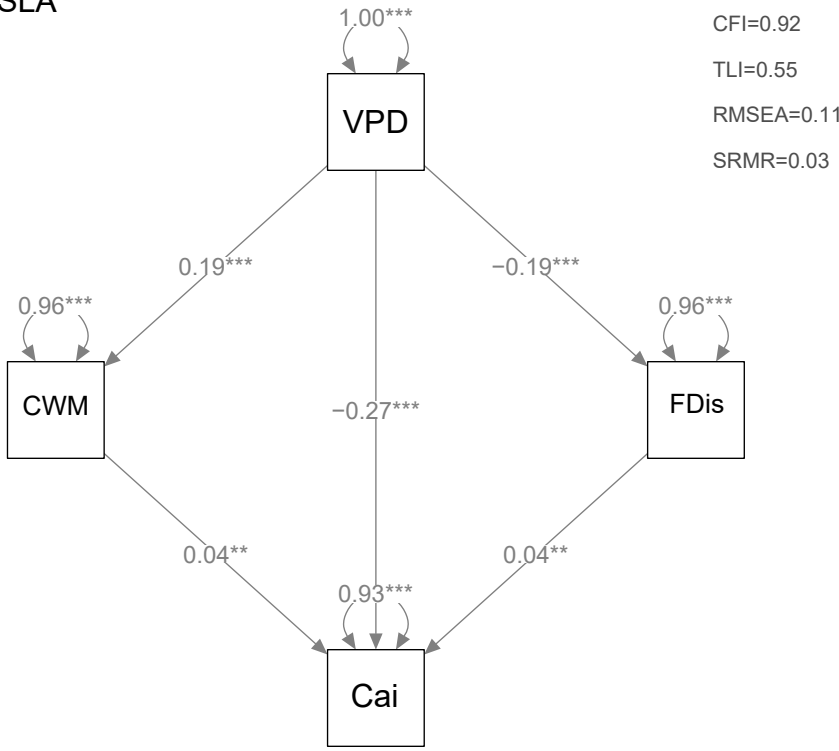 SLA
1.00***
CFI=0.92
TLI=0.55
RMSEA=0.11
SRMR=0.03
VPD
0.19***
−0.19***
0.96***
0.96***
CWM
−0.27***
FDis
0.04**
0.04**
0.93***
Cai